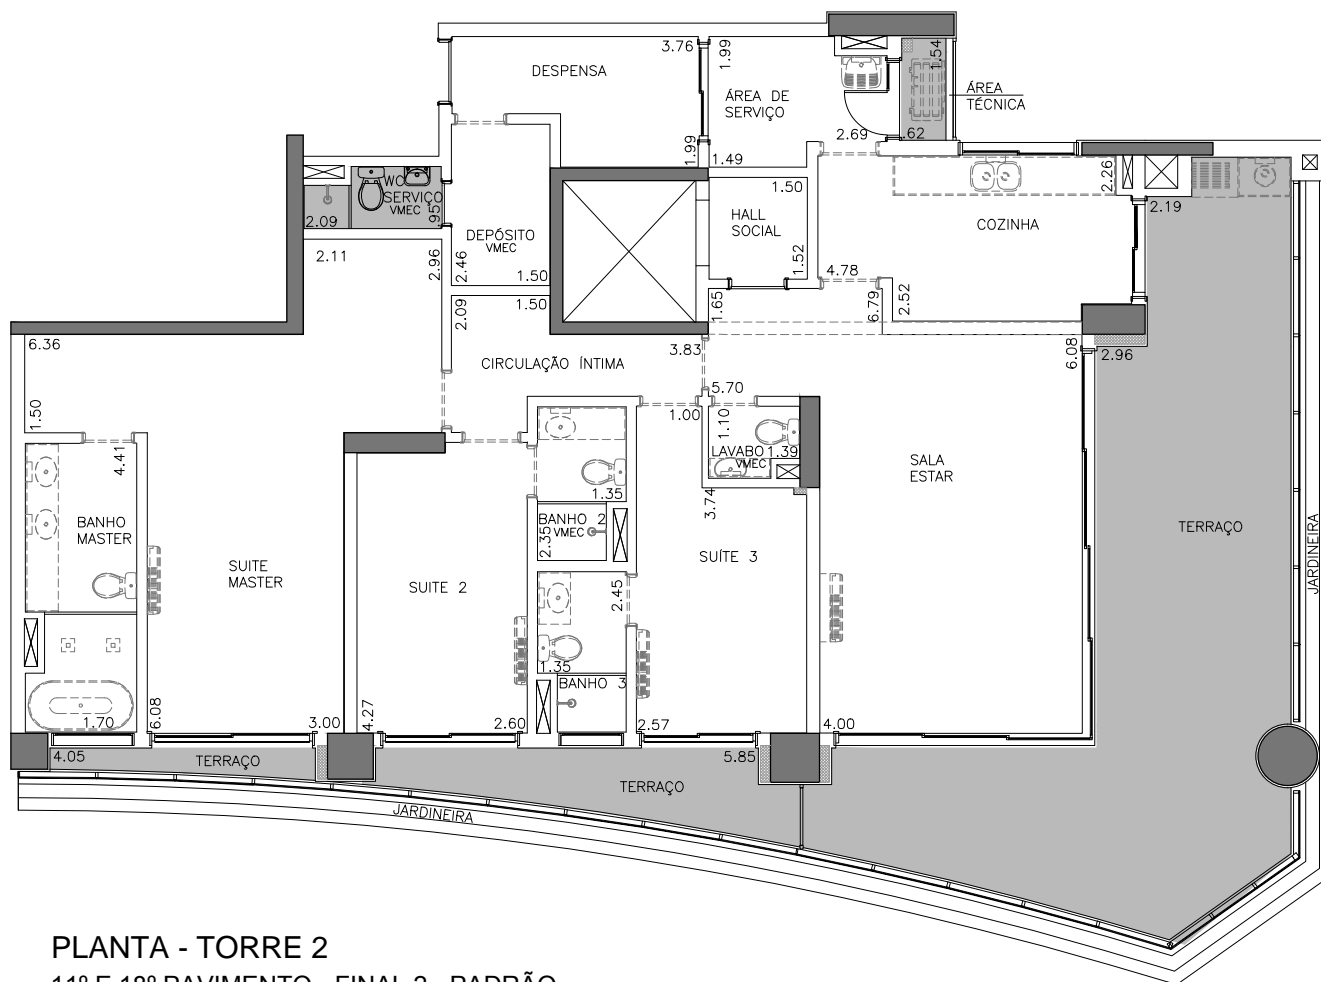 3.76
1.99
1.54
DESPENSA
ÁREA DE
SERVIÇO
ÁREA
TÉCNICA
2.69
.62
1.99
1.49
WC
SERVIÇO
VMEC
.95
2.09
2.11
2.96
DEPÓSITO
VMEC
2.46
1.50
1.50
HALL
SOCIAL
1.52
2.26
COZINHA
2.19
4.78
2.09
1.50
1.65
6.79
2.52
6.36
CIRCULAÇÃO ÍNTIMA
3.83
6.08
2.96
1.50
5.70
1.00
1.10
4.41
LAVABO
VMEC
1.39
SALA
ESTAR
1.35
3.74
BANHO
MASTER
BANHO 2
VMEC
2.35
TERRAÇO
JARDINEIRA
SUITE
MASTER
SUITE 2
SUÍTE 3
2.45
1.35
BANHO 3
1.70
6.08
3.00
4.27
2.60
2.57
4.00
4.05
TERRAÇO
5.85
TERRAÇO
JARDINEIRA
PLANTA - TORRE 2